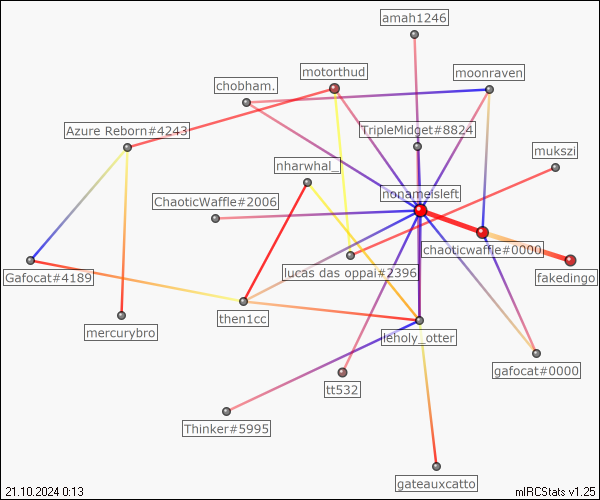 amah1246
motorthud
moonraven
chobham.
Azure Reborn#4243
TripleMidget#8824
mukszi
nharwhal_
nonameisleft
ChaoticWaffle#2006
chaoticwaffle#0000
lucas das oppai#2396
Gafocat#4189
fakedingo
then1cc
mercurybro
leholy_otter
gafocat#0000
tt532
Thinker#5995
gateauxcatto
21.10.2024 0:13
mIRCStats v1.25